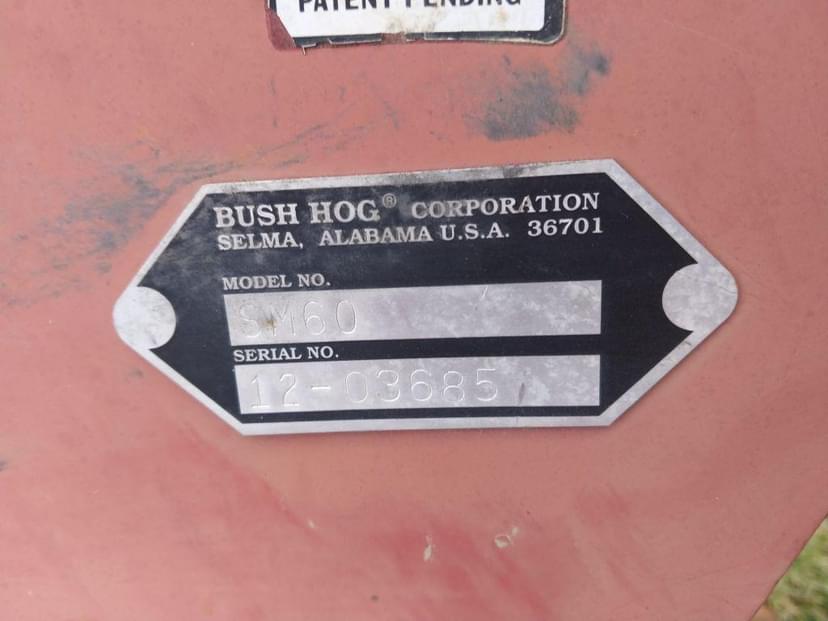 PATENT PENDING
BUSH HOG® CORPORATION
SELMA, ALABAMA U.S.A. 36701
MODEL NO.
SM60
SERIAL NO.
12-03685